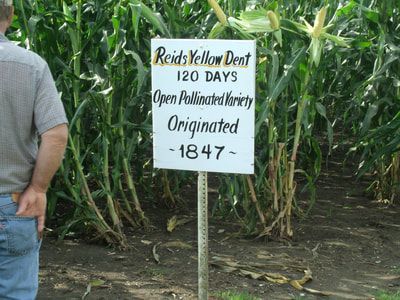 Reids Yellow Dent
120 DAYS
Open Pollinated Variety
Originated
~ 1847 ~